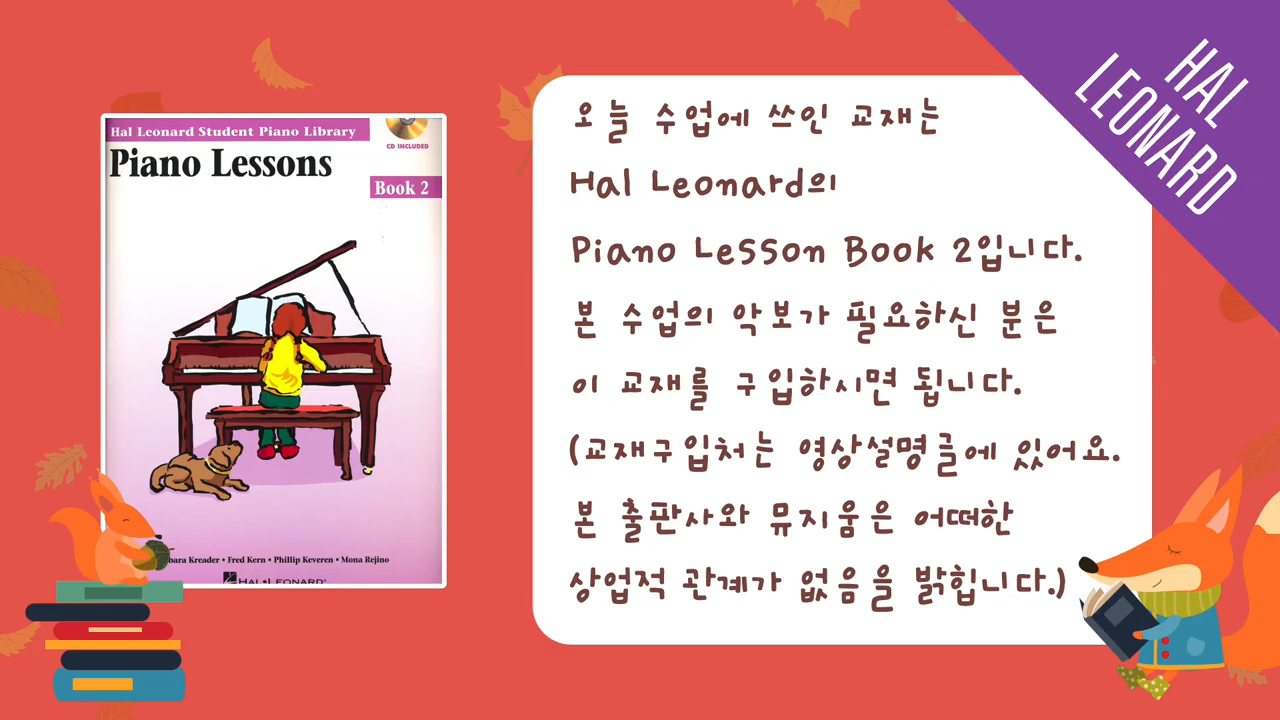 Hal Leonard Student Piano Library
CD INCLUDED
Piano Lessons
Book 2
Kreader • Fred Kern • Phillip Keveren • Mona Rejino
HAL•LEONARD®
오늘 수업에 쓰인 교재는
Hal Leonard의
Piano Lesson Book 2입니다.
본 수업의 악보가 필요하신 분은
이 교재를 구입하시면 됩니다.
(교재구입처는 영상설명글에 있어요.
본 출판사와 뮤지움은 어떠한
상업적 관계가 없음을 밝힙니다.)
HAL
LEONARD